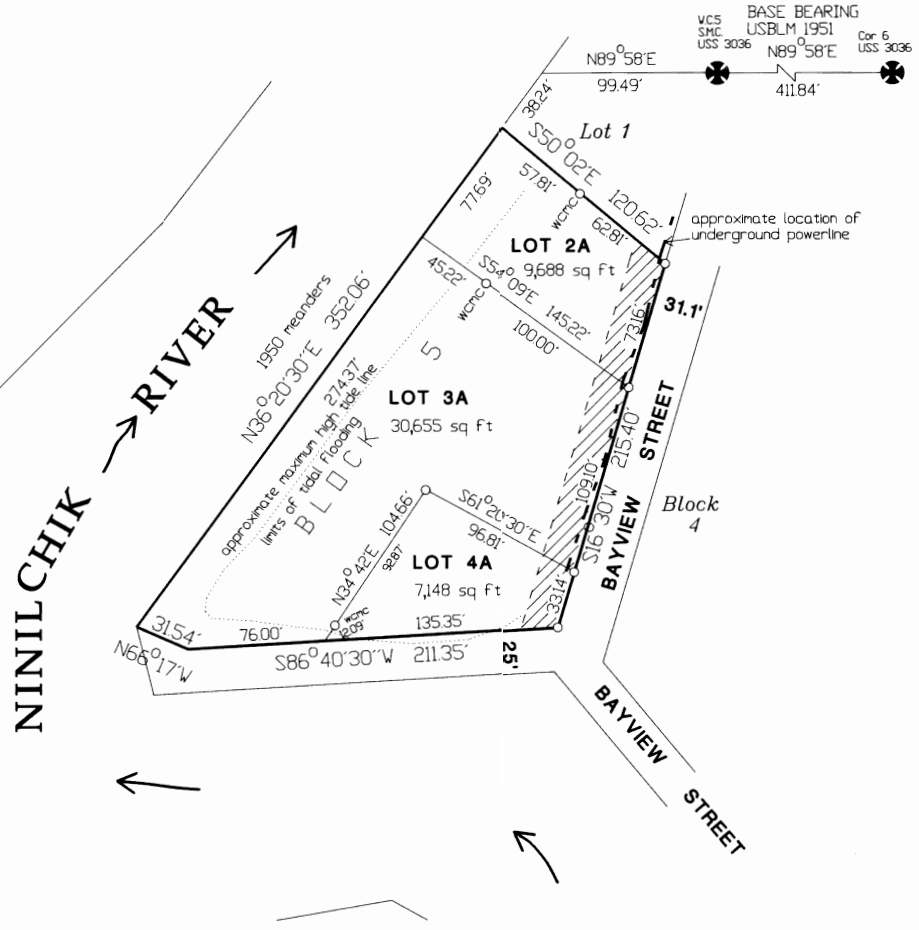 BASE BEARING
USBLM 1951
N89°58'E
411.84'
W.C.5
S.M.C.
USS 3036
Cor 6
USS 3036
N89°58'E
99.49'
38.24'
Lot 1
S50°02'E 120.62'
57.81'
wcmc
62.81'
approximate location of
underground powerline
77.69'
LOT 2A
9,688 sq ft
45.22'
S54°09'E 145.22'
wcmc
100.00'
73.16'
31.1'
1950 meanders
N36°20'30"E 352.06'
274.37'
approximate maximum high tide line
limits of tidal flooding
BLOCK 5
LOT 3A
30,655 sq ft
109.10'
S16°30'W 215.40'
BAYVIEW STREET
Block
4
NINILCHIK RIVER
S61°20'30"E
96.81'
N34°42'E 104.66'
92.87'
LOT 4A
7,148 sq ft
33.14'
wcmc
12.09'
135.35'
31.54'
76.00'
N66°17'W
S86°40'30"W 211.35'
25'
BAYVIEW STREET